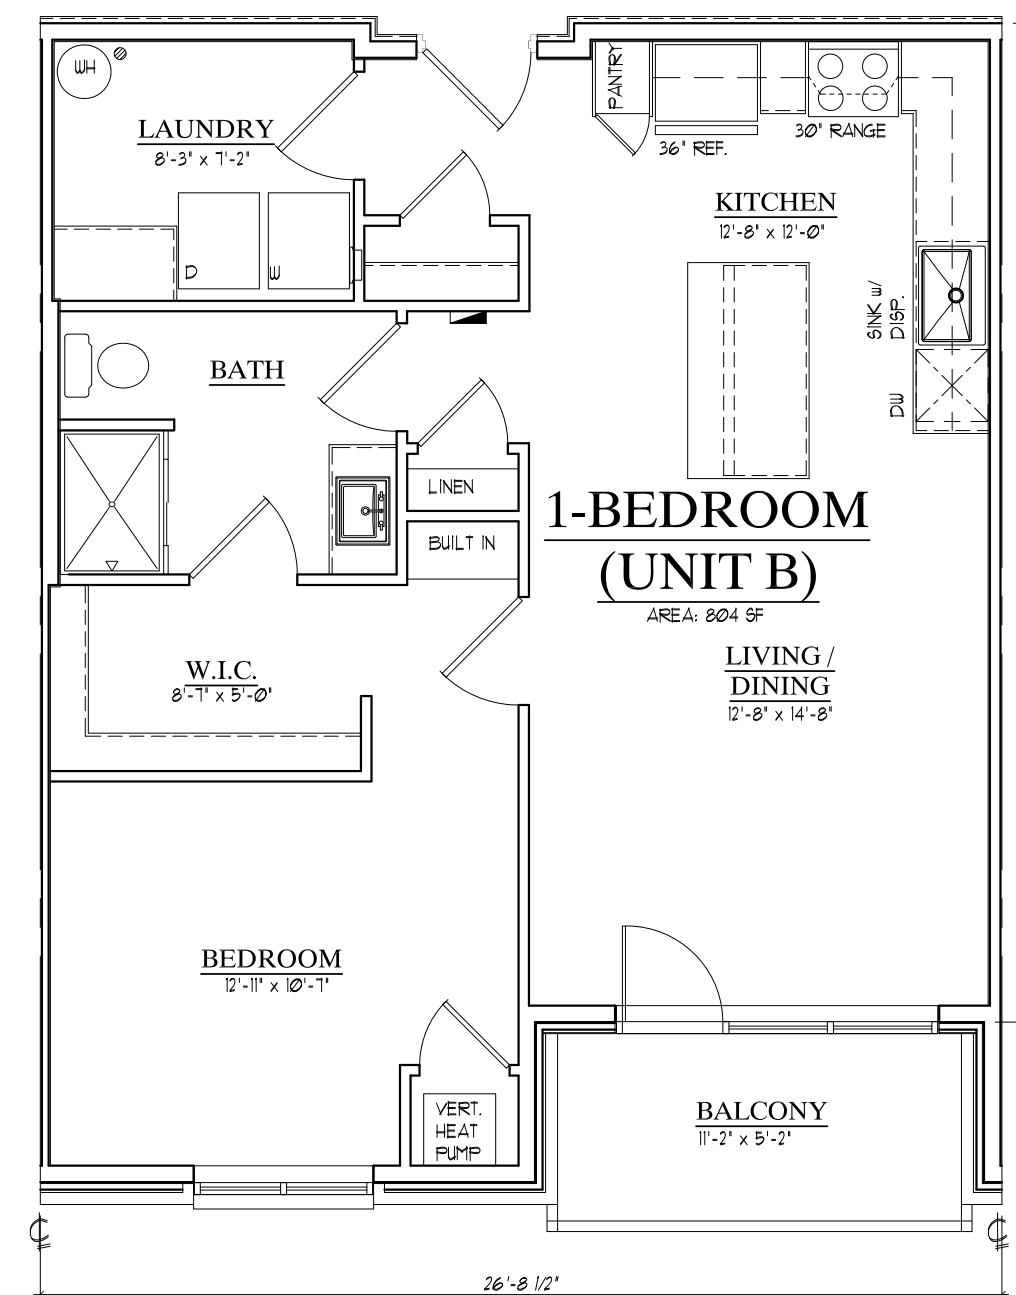 WH
LAUNDRY
8'-3" x 7'-2"
D
W
PANTRY
36" REF.
30" RANGE
KITCHEN
12'-8" x 12'-0"
SINK w/
DISP.
DW
BATH
LINEN
BUILT IN
1-BEDROOM
(UNIT B)
AREA: 804 SF
LIVING /
DINING
12'-8" x 14'-8"
W.I.C.
8'-7" x 5'-0"
BEDROOM
12'-11" x 10'-7"
VERT.
HEAT
PUMP
BALCONY
11'-2" x 5'-2"
26'-8 1/2"